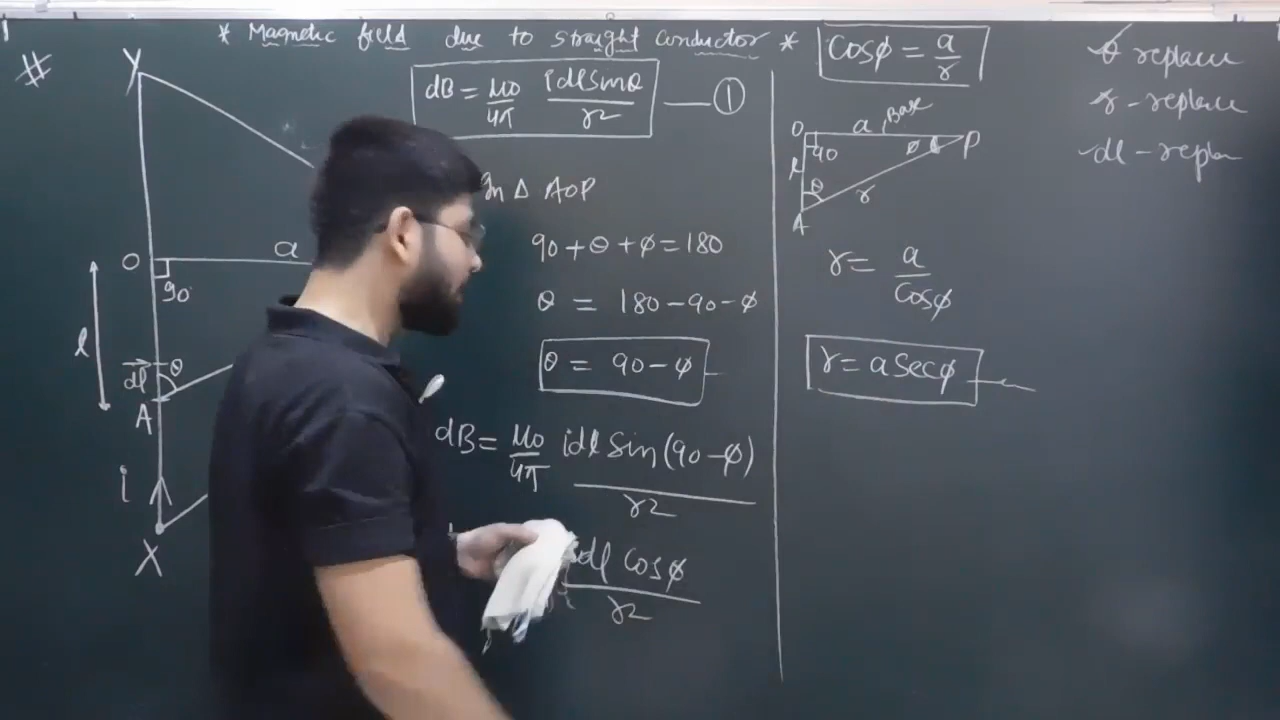 * Magnetic field due to straight Conductor *
#
Y
O
a
90
l
dl
θ
A
i
X
dB = μ0/4π idl Sinθ/r2 — ①
In Δ AOP
90 + θ + φ = 180
θ = 180 - 90 - φ
θ = 90 - φ
dB = μ0/4π idl Sin (90 - φ)/r2
dl Cosφ/r2
Cosφ = a/r
O
a, Base
P
90
φ
l
θ
r
A
r = a/Cosφ
r = a Secφ
θ replace
r - replace
dl -